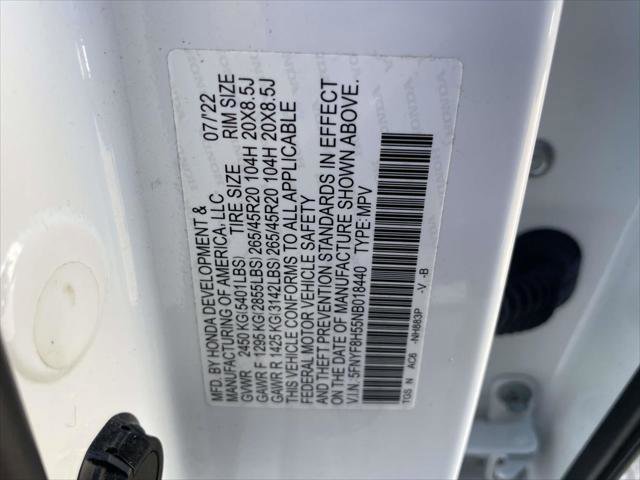 MFD. BY HONDA DEVELOPMENT & 07/'22
MANUFACTURING OF AMERICA, LLC
GVWR 2450 KG(5401LBS) TIRE SIZE RIM SIZE
GAWR F 1295 KG(2855LBS)265/45R20 104H 20X8.5J
GAWR R 1425 KG(3142LBS)265/45R20 104H 20X8.5J
THIS VEHICLE CONFORMS TO ALL APPLICABLE
FEDERAL MOTOR VEHICLE SAFETY
PREVENTION STANDARDS IN EFFECT
ON THE DATE OF MANUFACTURE SHOWN ABOVE.
V.I.N. 5FNYF8H55NB018440 TYPE:MPV
TGS N AC6 -NH883P -V -B